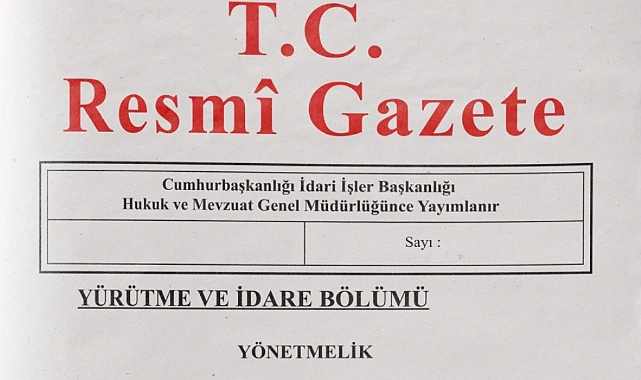 T.C.
Resmî Gazete
Cumhurbaşkanlığı İdari İşler Başkanlığı
Hukuk ve Mevzuat Genel Müdürlüğünce Yayımlanır
Sayı :
YÜRÜTME VE İDARE BÖLÜMÜ
YÖNETMELİK